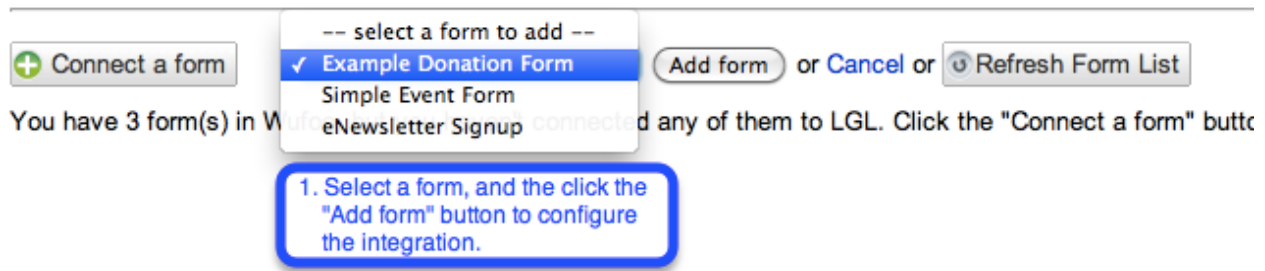 -- select a form to add --
Connect a form ✓ Example Donation Form Add form or Cancel or Refresh Form List
Simple Event Form
eNewsletter Signup
You have 3 form(s) in W connected any of them to LGL. Click the "Connect a form" butto
1. Select a form, and the click the
"Add form" button to configure
the integration.